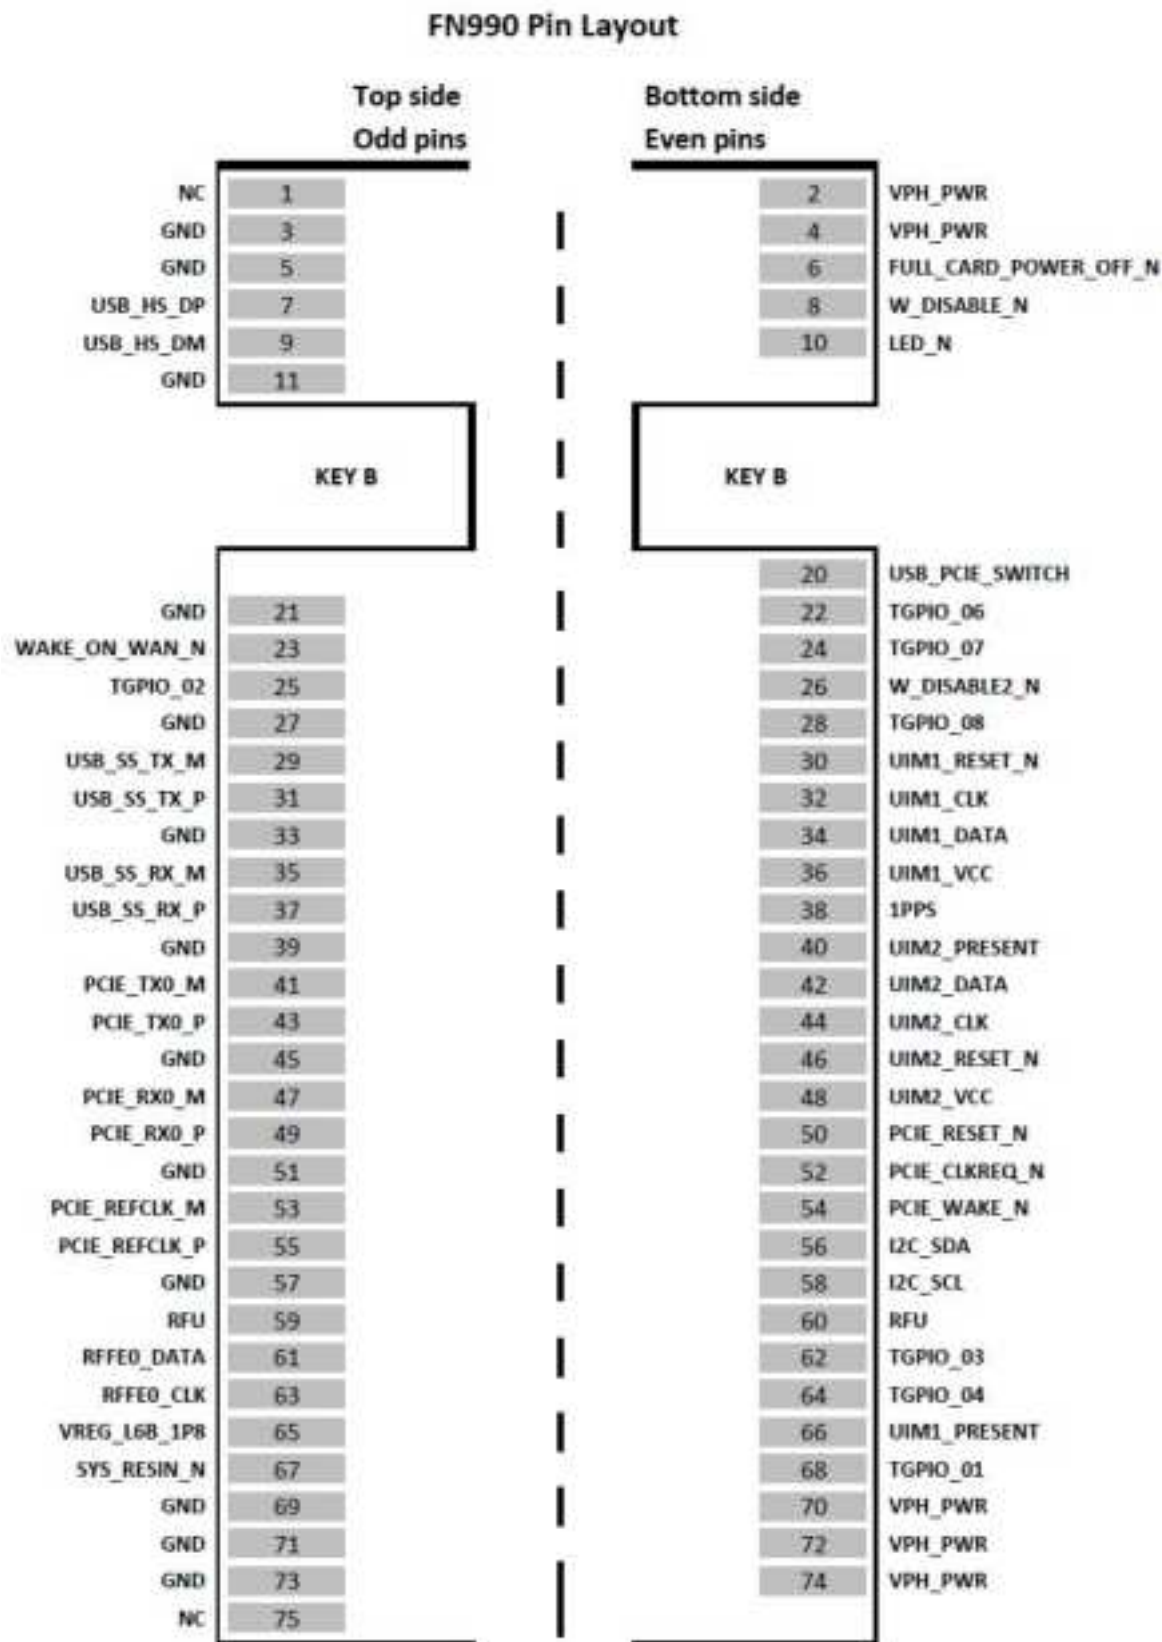 FN990 Pin Layout
Top side Bottom side
Odd pins Even pins
NC 1 2 VPH_PWR
GND 3 4 VPH_PWR
GND 5 6 FULL_CARD_POWER_OFF_N
USB_HS_DP 7 8 W_DISABLE_N
USB_HS_DM 9 10 LED_N
GND 11
KEY B KEY B
20 USB_PCIE_SWITCH
GND 21 22 TGPIO_06
WAKE_ON_WAN_N 23 24 TGPIO_07
TGPIO_02 25 26 W_DISABLE2_N
GND 27 28 TGPIO_08
USB_SS_TX_M 29 30 UIM1_RESET_N
USB_SS_TX_P 31 32 UIM1_CLK
GND 33 34 UIM1_DATA
USB_SS_RX_M 35 36 UIM1_VCC
USB_SS_RX_P 37 38 1PPS
GND 39 40 UIM2_PRESENT
PCIE_TX0_M 41 42 UIM2_DATA
PCIE_TX0_P 43 44 UIM2_CLK
GND 45 46 UIM2_RESET_N
PCIE_RX0_M 47 48 UIM2_VCC
PCIE_RX0_P 49 50 PCIE_RESET_N
GND 51 52 PCIE_CLKREQ_N
PCIE_REFCLK_M 53 54 PCIE_WAKE_N
PCIE_REFCLK_P 55 56 I2C_SDA
GND 57 58 I2C_SCL
RFU 59 60 RFU
RFFE0_DATA 61 62 TGPIO_03
RFFE0_CLK 63 64 TGPIO_04
VREG_L6B_1P8 65 66 UIM1_PRESENT
SYS_RESIN_N 67 68 TGPIO_01
GND 69 70 VPH_PWR
GND 71 72 VPH_PWR
GND 73 74 VPH_PWR
NC 75